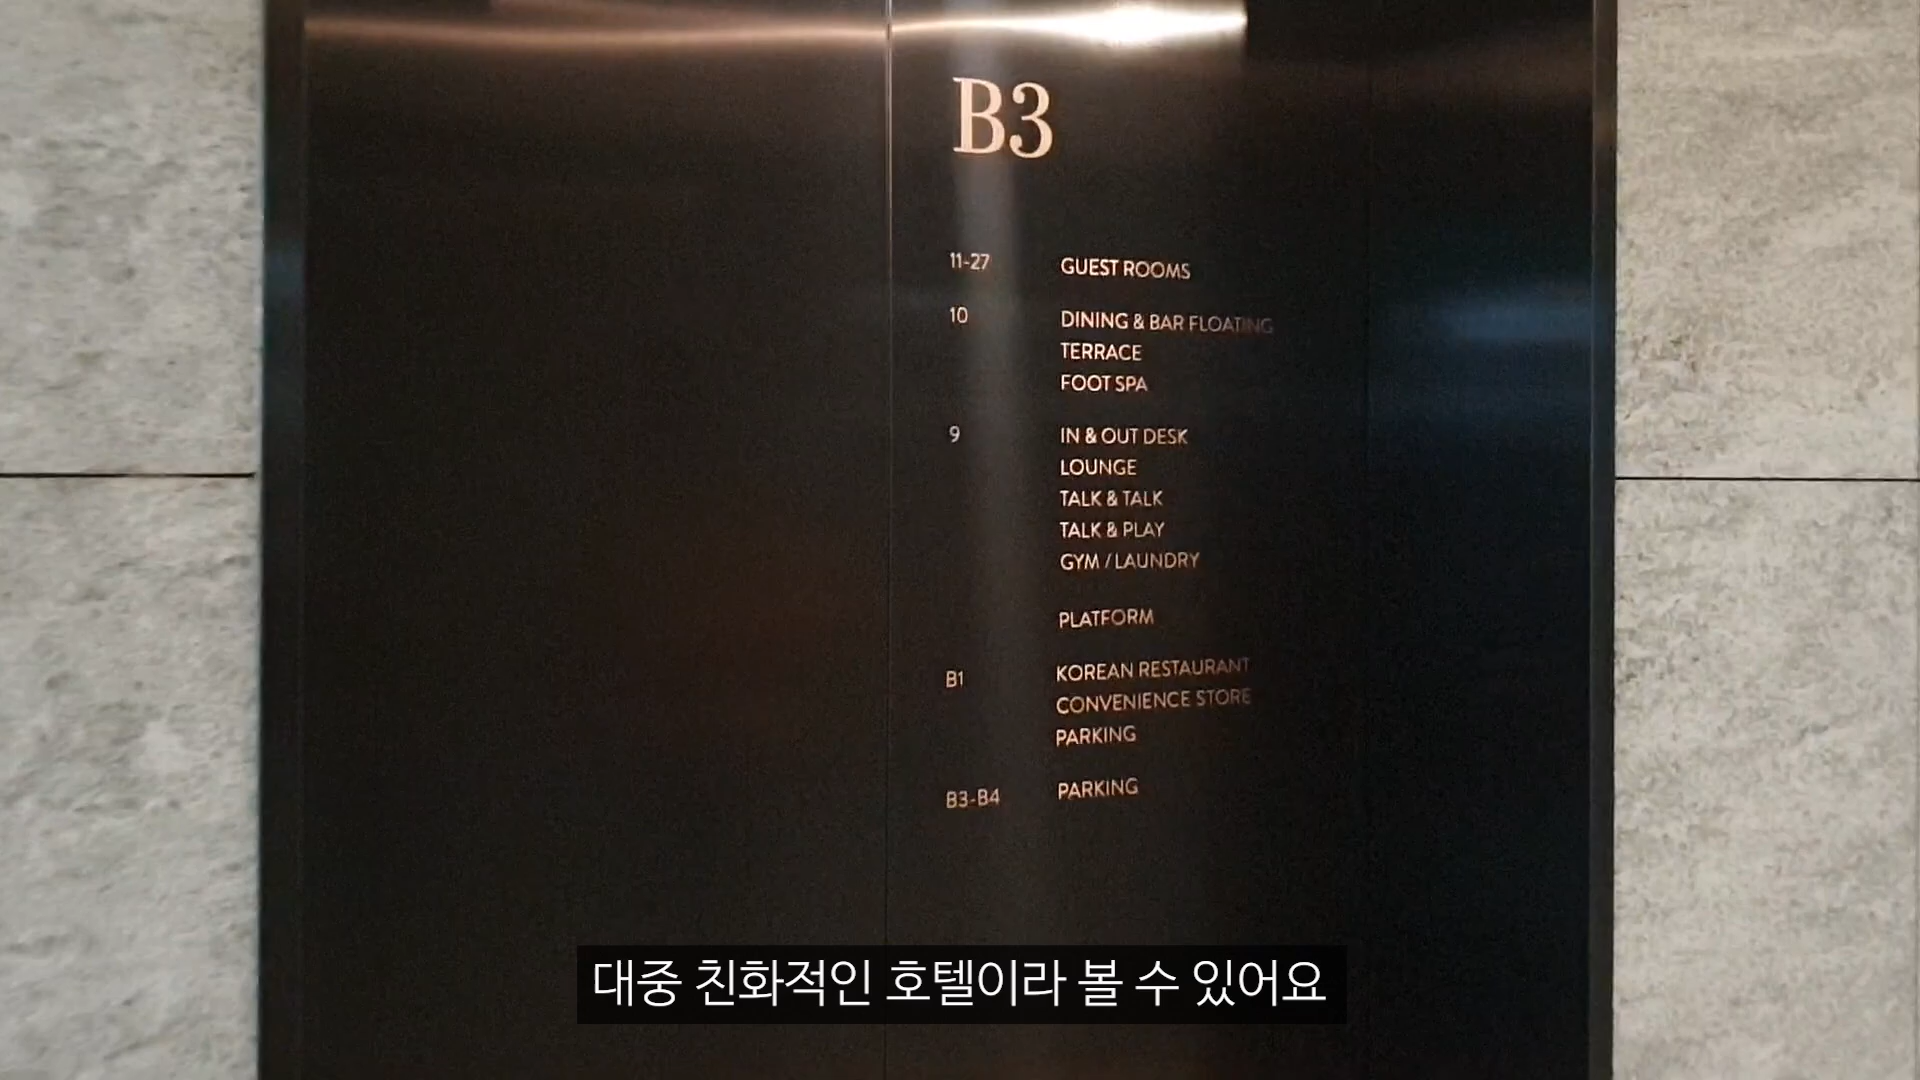 B3
11-27 GUEST ROOMS
10 DINING & BAR FLOATING
TERRACE
FOOT SPA
9 IN & OUT DESK
LOUNGE
TALK & TALK
TALK & PLAY
GYM / LAUNDRY
PLATFORM
B1 KOREAN RESTAURANT
CONVENIENCE STORE
PARKING
B3-B4 PARKING
대중 친화적인 호텔이라 볼 수 있어요